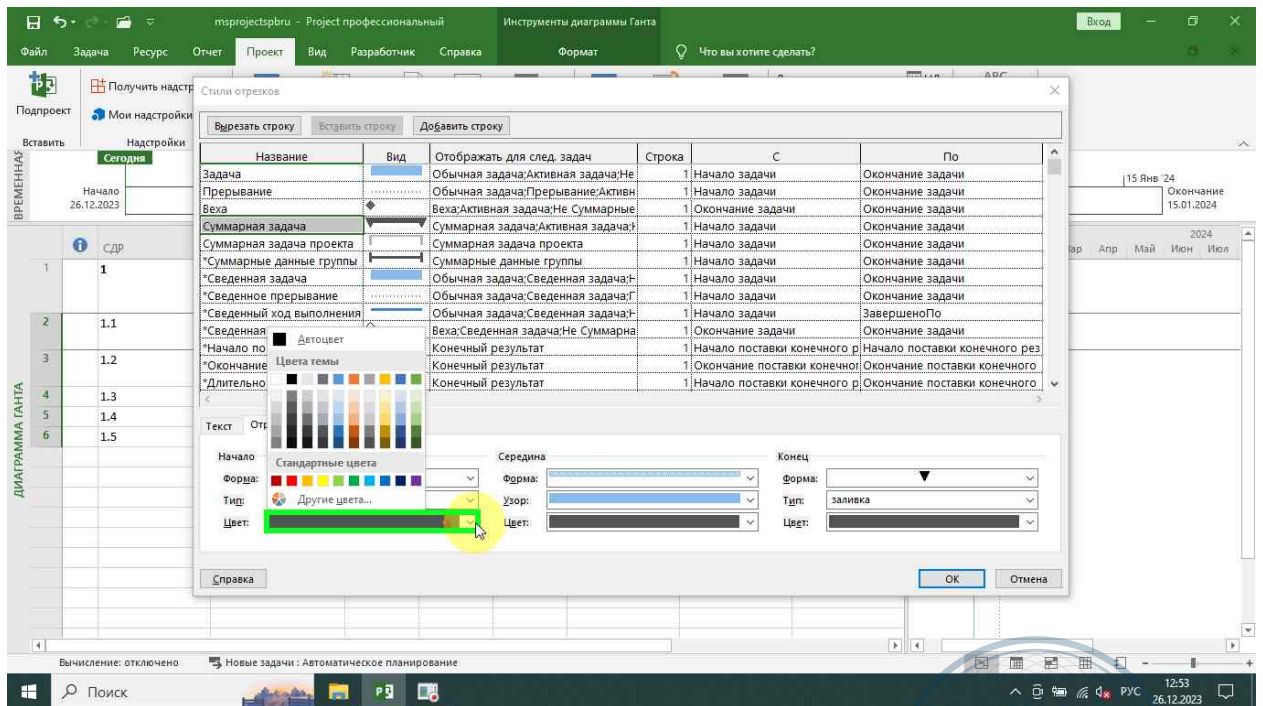 msprojectspbru - Project профессиональный
Инструменты диаграммы Ганта
Вход
Файл Задача Ресурс Отчет Проект Вид Разработчик Справка Формат Что вы хотите сделать?
Подпроект
Получить надстр
Мои надстройки
Вставить Надстройки
Стили отрезков
Вырезать строку Вставить строку Добавить строку
Название Вид Отображать для след. задач Строка С По
Задача Обычная задача;Активная задача;Не 1 Начало задачи Окончание задачи
Прерывание Обычная задача;Прерывание;Активн 1 Начало задачи Окончание задачи
Веха Веха;Активная задача;Не Суммарные 1 Окончание задачи Окончание задачи
Суммарная задача Суммарная задача;Активная задача;Н 1 Начало задачи Окончание задачи
Суммарная задача проекта Суммарная задача проекта 1 Начало задачи Окончание задачи
*Суммарные данные группы Суммарные данные группы 1 Начало задачи Окончание задачи
*Сведенная задача Обычная задача;Сведенная задача;Н 1 Начало задачи Окончание задачи
*Сведенное прерывание Обычная задача;Сведенная задача;П 1 Начало задачи Окончание задачи
*Сведенный ход выполнения Обычная задача;Сведенная задача;Н 1 Начало задачи ЗавершеноПо
*Сведенная Веха;Сведенная задача;Не Суммарна 1 Окончание задачи Окончание задачи
*Начало по Конечный результат 1 Начало поставки конечного р Начало поставки конечного рез
*Окончание Конечный результат 1 Окончание поставки конечног Окончание поставки конечного
*Длительно Конечный результат 1 Начало поставки конечного р Окончание поставки конечного
Автоцвет
Цвета темы
Стандартные цвета
Другие цвета...
Текст Отр
Начало Середина Конец
Форма: Форма: Форма:
Тип: Узор: Тип: заливка
Цвет: Цвет: Цвет:
Справка OK Отмена
ВРЕМЕННАЯ
Сегодня
Начало
26.12.2023
15 Янв '24
Окончание
15.01.2024
ДИАГРАММА ГАНТА
СДР
2024
Апр Май Июн Июл
1 1
2 1.1
3 1.2
4 1.3
5 1.4
6 1.5
Вычисление: отключено Новые задачи : Автоматическое планирование
Поиск
РУС
12:53
26.12.2023